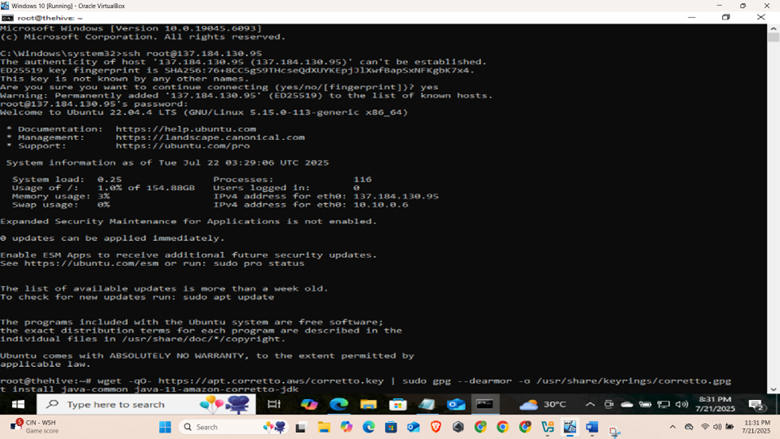 Windows 10 [Running] - Oracle VirtualBox
root@thehive: ~
Microsoft Windows [Version 10.0.19045.6093]
(c) Microsoft Corporation. All rights reserved.
C:\Windows\system32>ssh root@137.184.130.95
The authenticity of host '137.184.130.95 (137.184.130.95)' can't be established.
ED25519 key fingerprint is
This key is not known by any other names.
Are you sure you want to continue connecting (yes/no/[fingerprint])? yes
Warning: Permanently added '137.184.130.95' (ED25519) to the list of known hosts.
root@137.184.130.95's password:
Welcome to Ubuntu 22.04.4 LTS (GNU/Linux 5.15.0-113-generic x86_64)
* Documentation: https://help.ubuntu.com
* Management: https://landscape.canonical.com
* Support: https://ubuntu.com/pro
System information as of Tue Jul 22 03:29:06 UTC 2025
System load: 0.25 Processes: 116
Usage of /: 1.0% of 154.88GB Users logged in: 0
Memory usage: 3% IPv4 address for eth0: 137.184.130.95
Swap usage: 0% IPv4 address for eth0: 10.10.0.6
Expanded Security Maintenance for Applications is not enabled.
0 updates can be applied immediately.
Enable ESM Apps to receive additional future security updates.
See https://ubuntu.com/esm or run: sudo pro status
The list of available updates is more than a week old.
To check for new updates run: sudo apt update
The programs included with the Ubuntu system are free software;
the exact distribution terms for each program are described in the
individual files in /usr/share/doc/*/copyright.
Ubuntu comes with ABSOLUTELY NO WARRANTY, to the extent permitted by
applicable law.
root@thehive:~# wget -qO- https://apt.corretto.aws/corretto.key | sudo gpg --dearmor -o /usr/share/keyrings/corretto.gpg
t install java-common java-11-amazon-corretto-jdk
Type here to search
30°C
8:31 PM
7/21/2025
2
CIN - WSH
Game score
Search
11:31 PM
7/21/2025